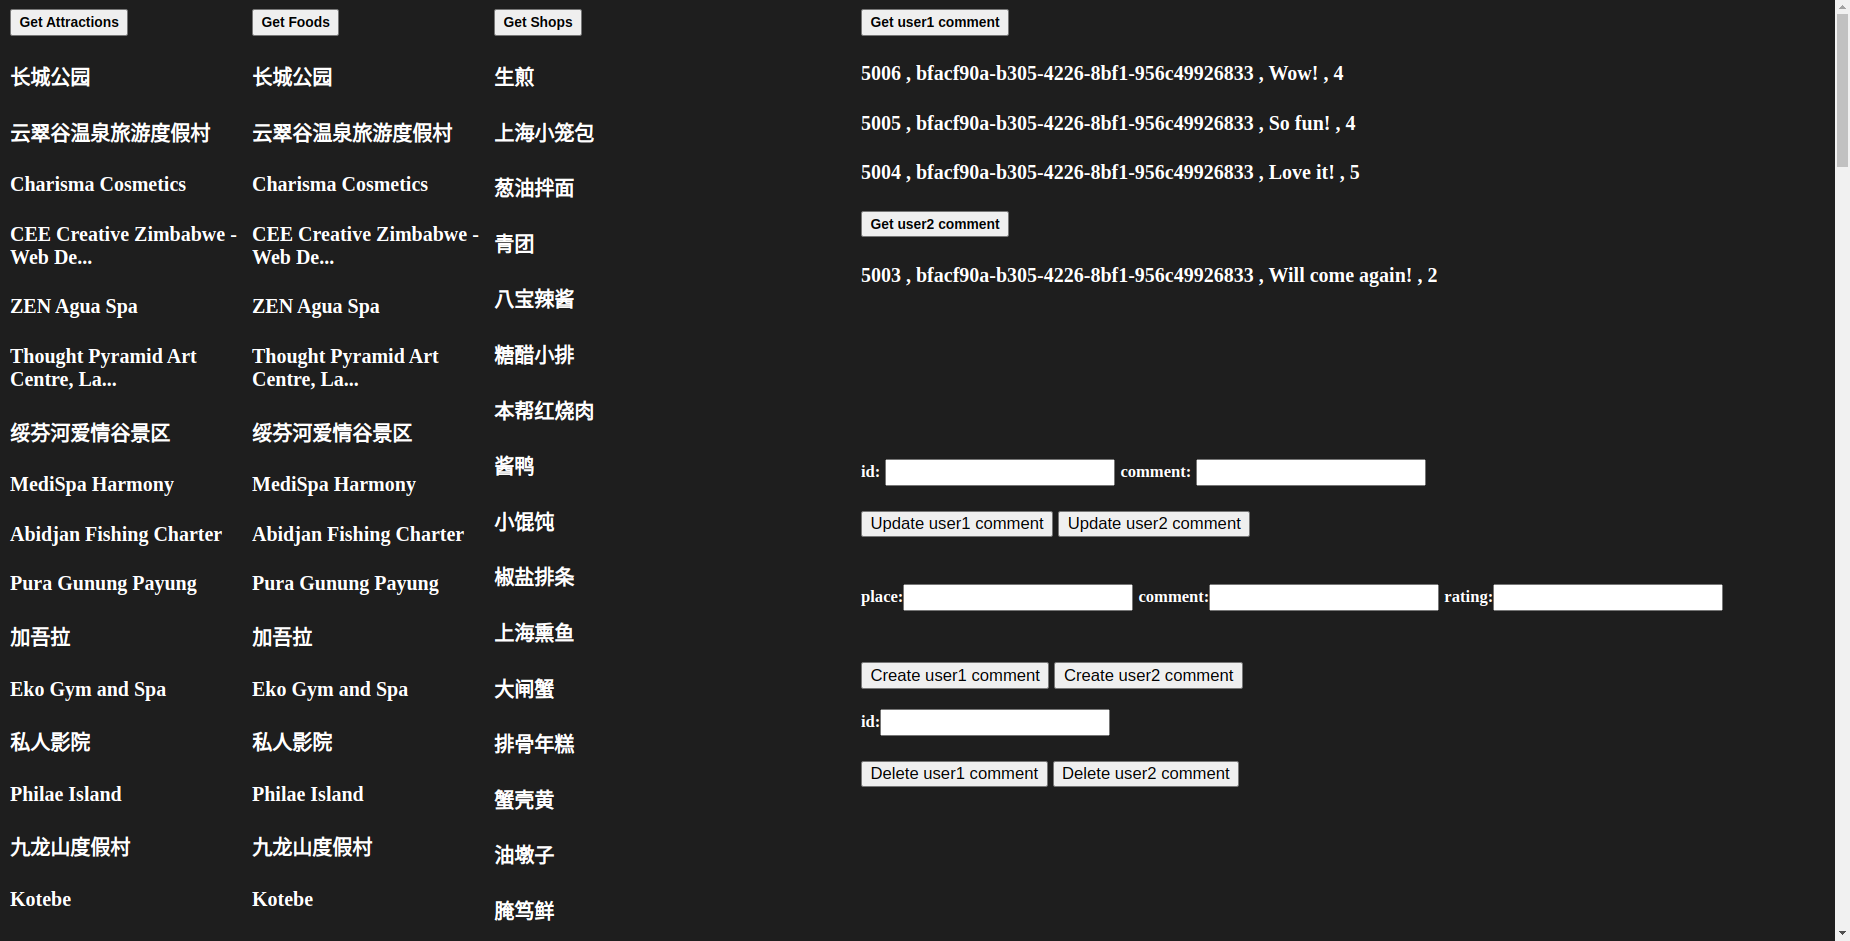 Get Attractions
长城公园
云翠谷温泉旅游度假村
Charisma Cosmetics
CEE Creative Zimbabwe -
Web De...
ZEN Agua Spa
Thought Pyramid Art
Centre, La...
绥芬河爱情谷景区
MediSpa Harmony
Abidjan Fishing Charter
Pura Gunung Payung
加吾拉
Eko Gym and Spa
私人影院
Philae Island
九龙山度假村
Kotebe
Get Foods
长城公园
云翠谷温泉旅游度假村
Charisma Cosmetics
CEE Creative Zimbabwe -
Web De...
ZEN Agua Spa
Thought Pyramid Art
Centre, La...
绥芬河爱情谷景区
MediSpa Harmony
Abidjan Fishing Charter
Pura Gunung Payung
加吾拉
Eko Gym and Spa
私人影院
Philae Island
九龙山度假村
Kotebe
Get Shops
生煎
上海小笼包
葱油拌面
青团
八宝辣酱
糖醋小排
本帮红烧肉
酱鸭
小馄饨
椒盐排条
上海熏鱼
大闸蟹
排骨年糕
蟹壳黄
油墩子
腌笃鲜
Get user1 comment
5006 , bfacf90a-b305-4226-8bf1-956c49926833 , Wow! , 4
5005 , bfacf90a-b305-4226-8bf1-956c49926833 , So fun! , 4
5004 , bfacf90a-b305-4226-8bf1-956c49926833 , Love it! , 5
Get user2 comment
5003 , bfacf90a-b305-4226-8bf1-956c49926833 , Will come again! , 2
id: comment:
Update user1 comment Update user2 comment
place: comment: rating:
Create user1 comment Create user2 comment
id:
Delete user1 comment Delete user2 comment